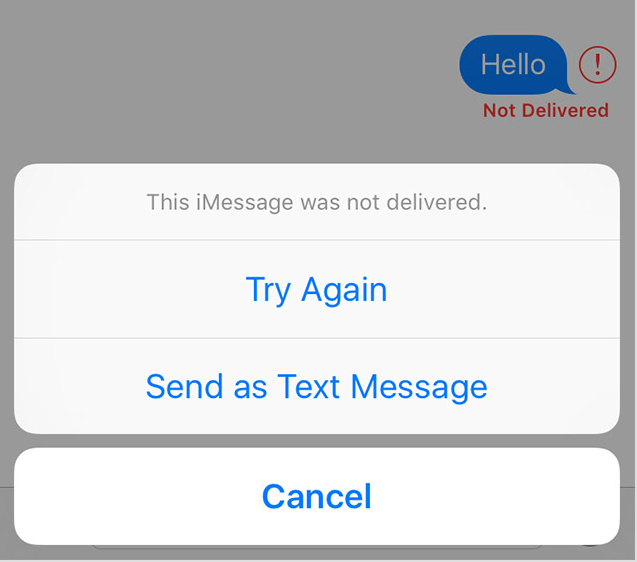 Hello
Not Delivered
This iMessage was not delivered.
Try Again
Send as Text Message
Cancel